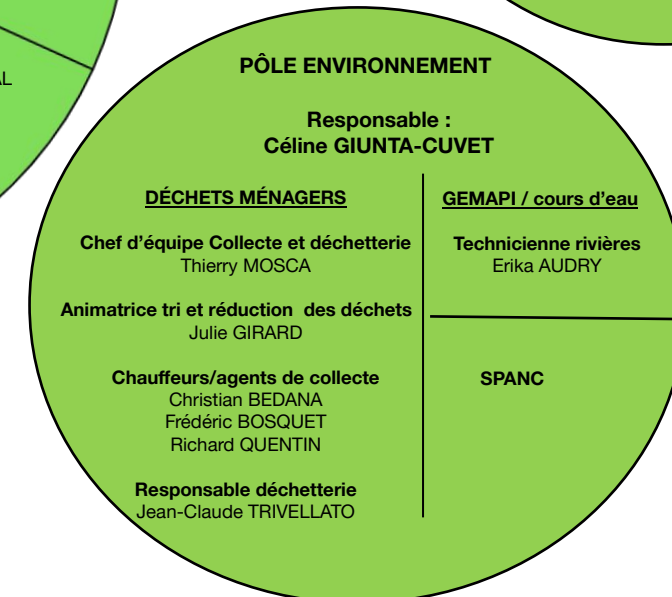 AL
PÔLE ENVIRONNEMENT
Responsable :
Céline GIUNTA-CUVET
DÉCHETS MÉNAGERS
Chef d'équipe Collecte et déchetterie
Thierry MOSCA
Animatrice tri et réduction des déchets
Julie GIRARD
Chauffeurs/agents de collecte
Christian BEDANA
Frédéric BOSQUET
Richard QUENTIN
Responsable déchetterie
Jean-Claude TRIVELLATO
GEMAPI / cours d'eau
Technicienne rivières
Erika AUDRY
SPANC